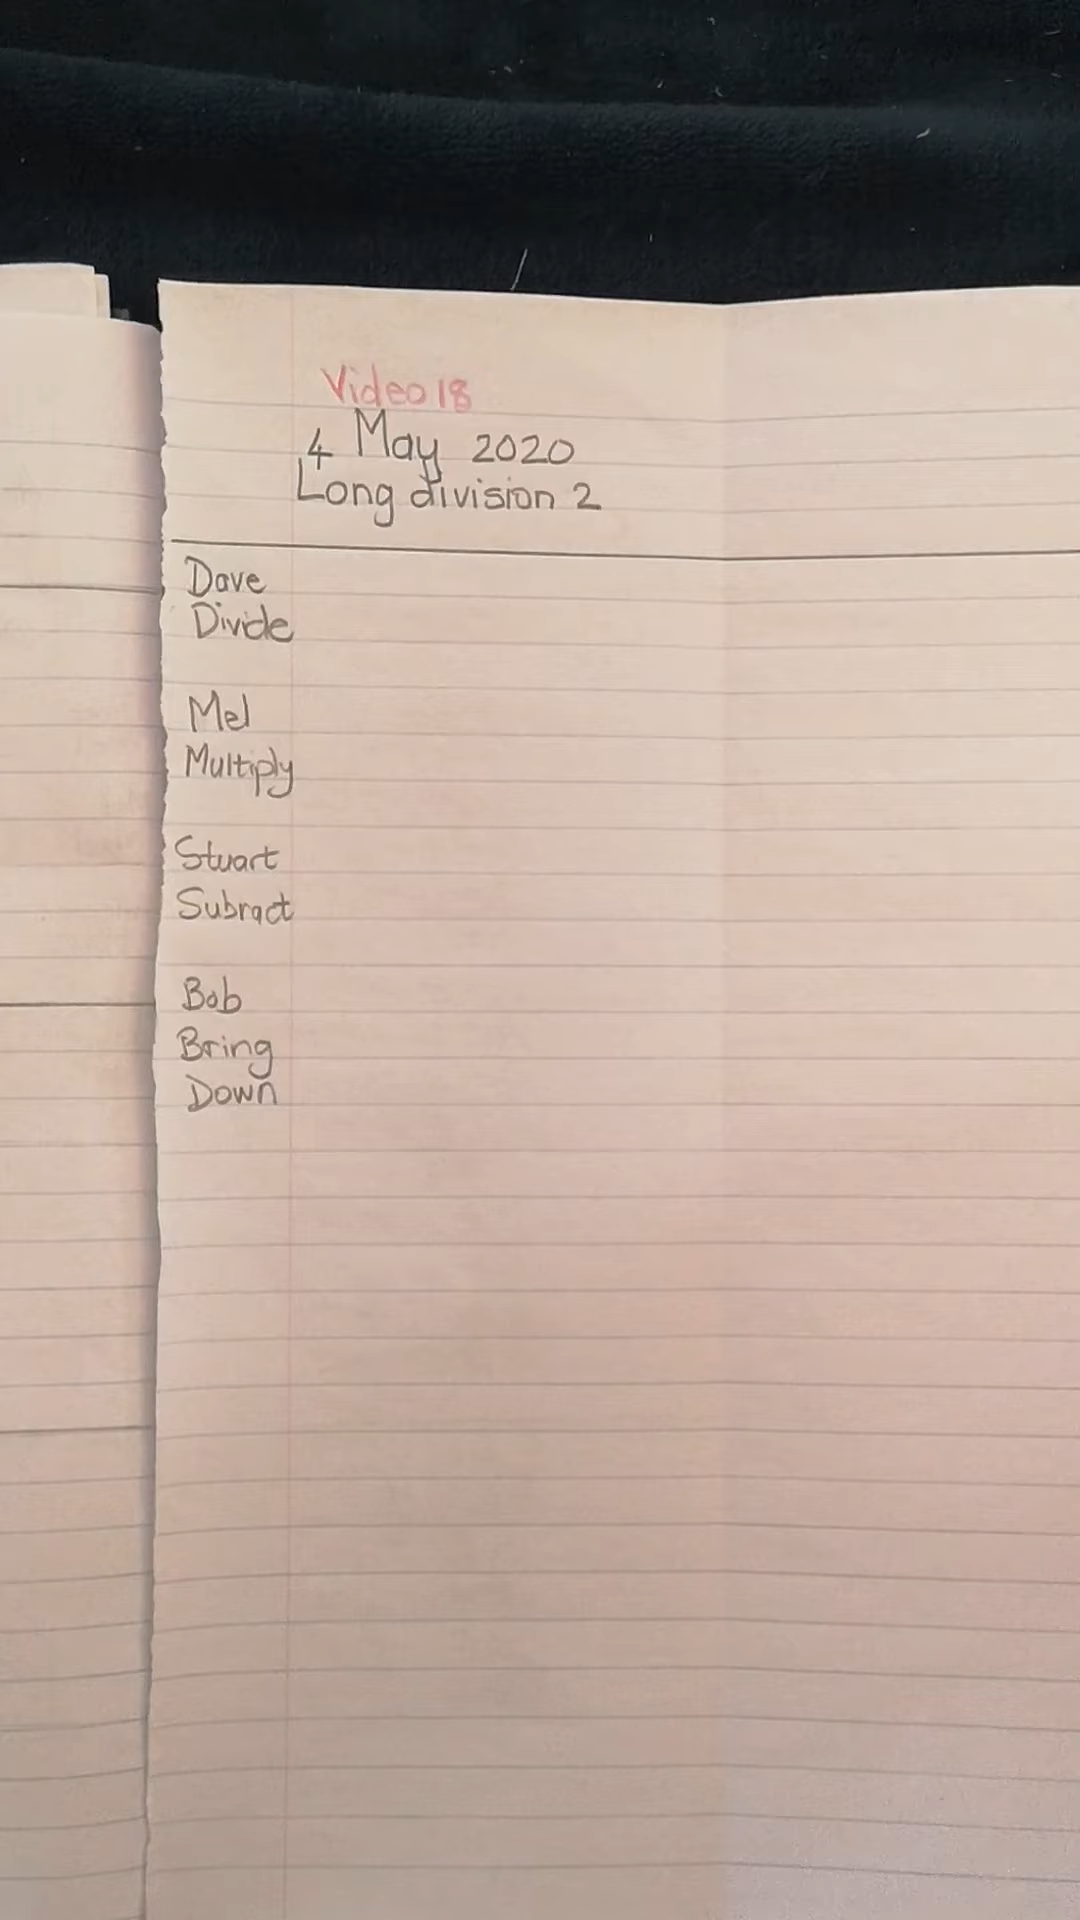 Video 18
4 May 2020
Long division 2
Dave
Divide
Mel
Multiply
Stuart
Subract
Bob
Bring
Down